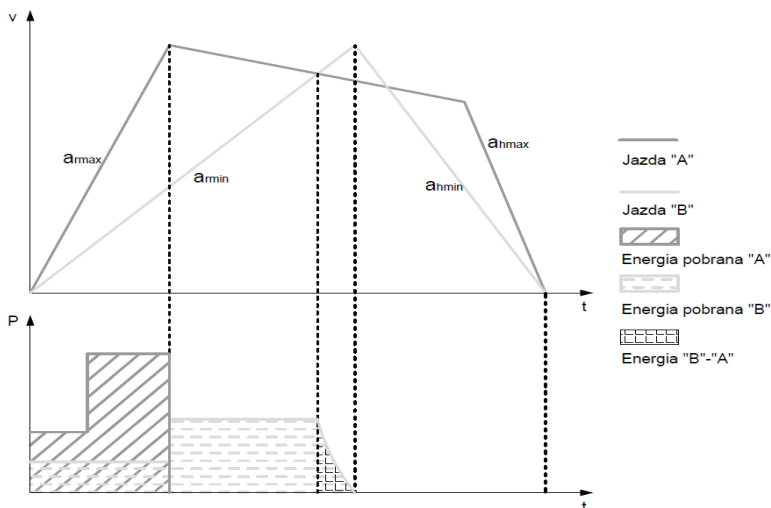 v
armax
armin
ahmax
ahmin
t
P
t
Jazda "A"
Jazda "B"
Energia pobrana "A"
Energia pobrana "B"
Energia "B"-"A"